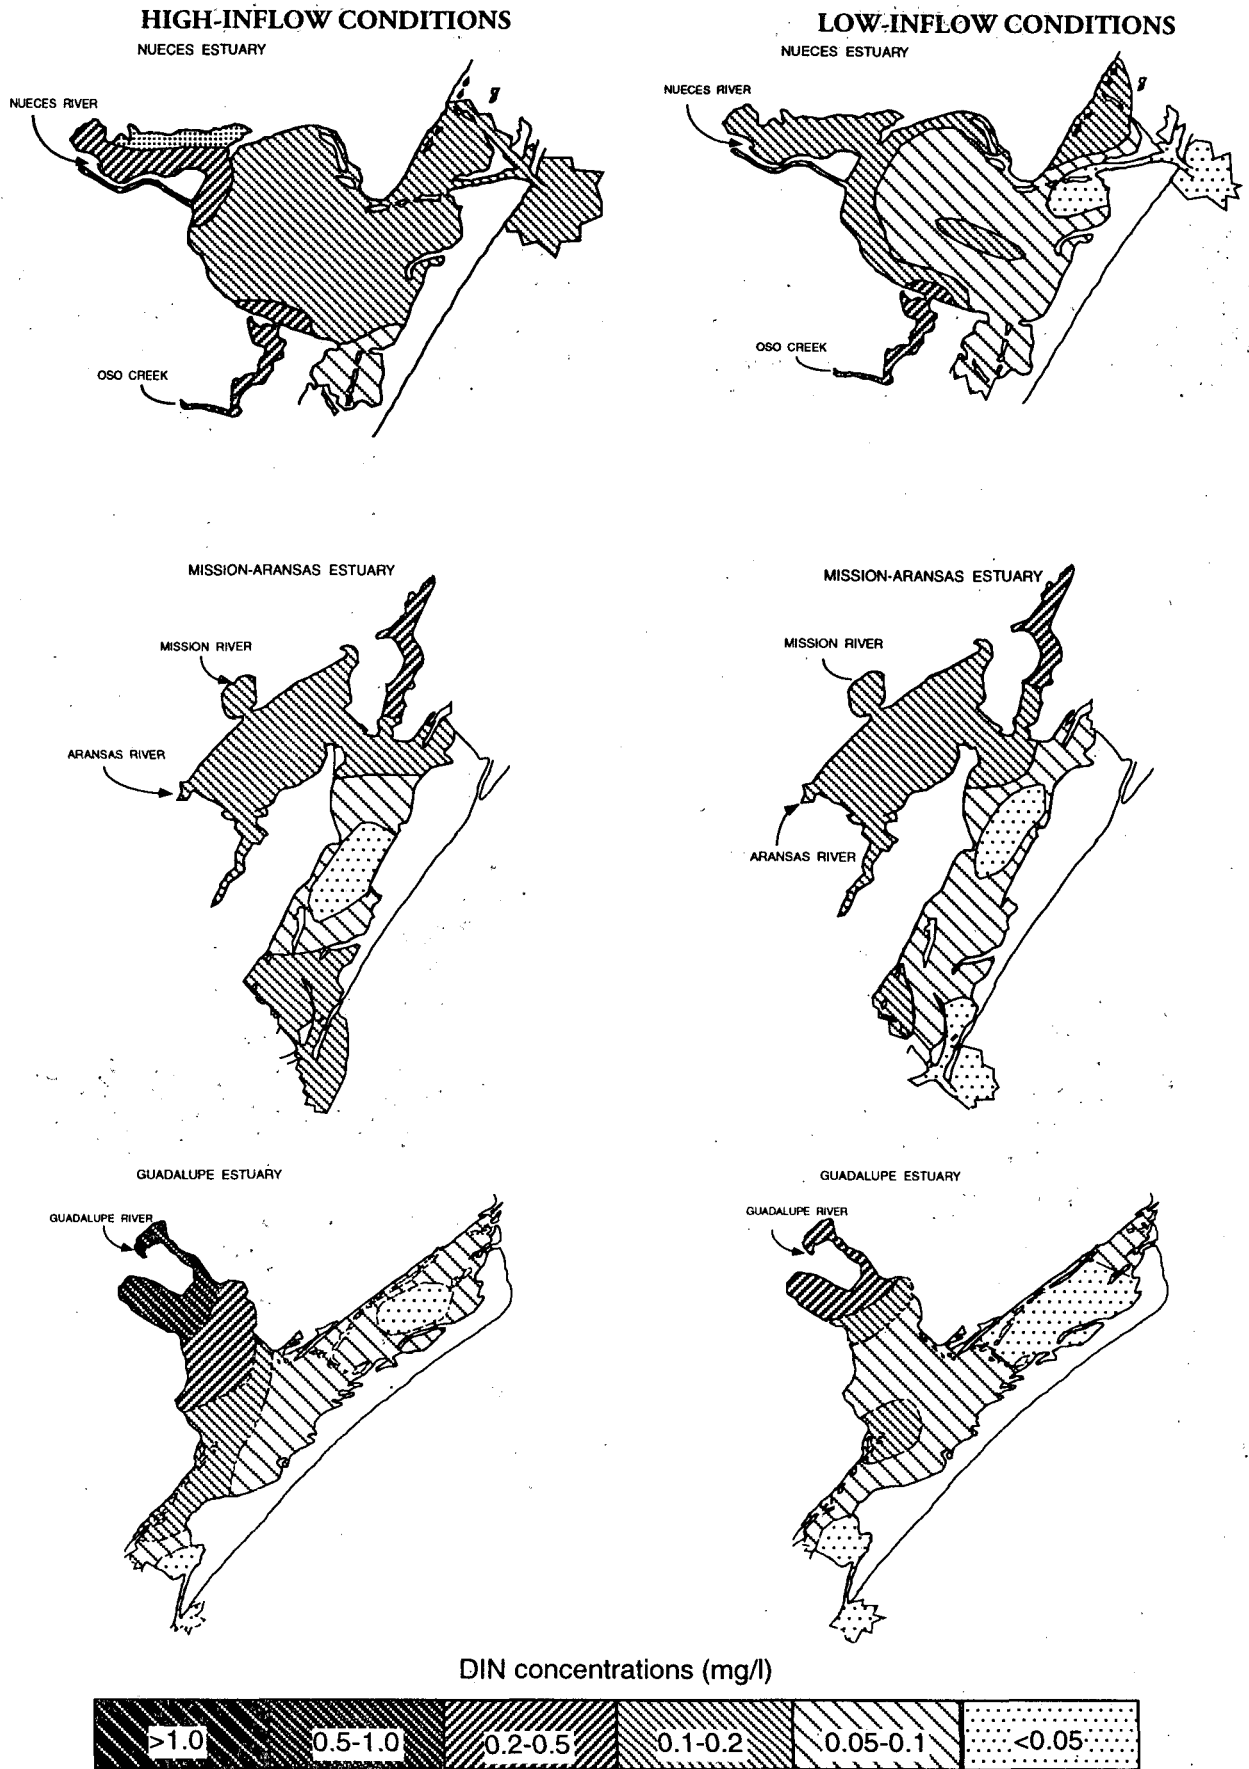 HIGH-INFLOW CONDITIONS
NUECES ESTUARY
NUECES RIVER
OSO CREEK
LOW-INFLOW CONDITIONS
NUECES ESTUARY
NUECES RIVER
OSO CREEK
MISSION-ARANSAS ESTUARY
MISSION RIVER
ARANSAS RIVER
MISSION-ARANSAS ESTUARY
MISSION RIVER
ARANSAS RIVER
GUADALUPE ESTUARY
GUADALUPE RIVER
GUADALUPE ESTUARY
GUADALUPE RIVER
DIN concentrations (mg/l)
>1.0 0.5-1.0 0.2-0.5 0.1-0.2 0.05-0.1 <0.05